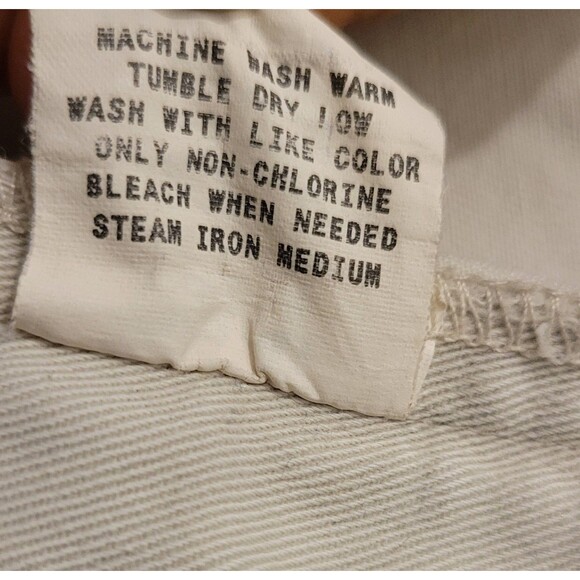 MACHINE WASH WARM
TUMBLE DRY LOW
WASH WITH LIKE COLOR
ONLY NON-CHLORINE
BLEACH WHEN NEEDED
STEAM IRON MEDIUM